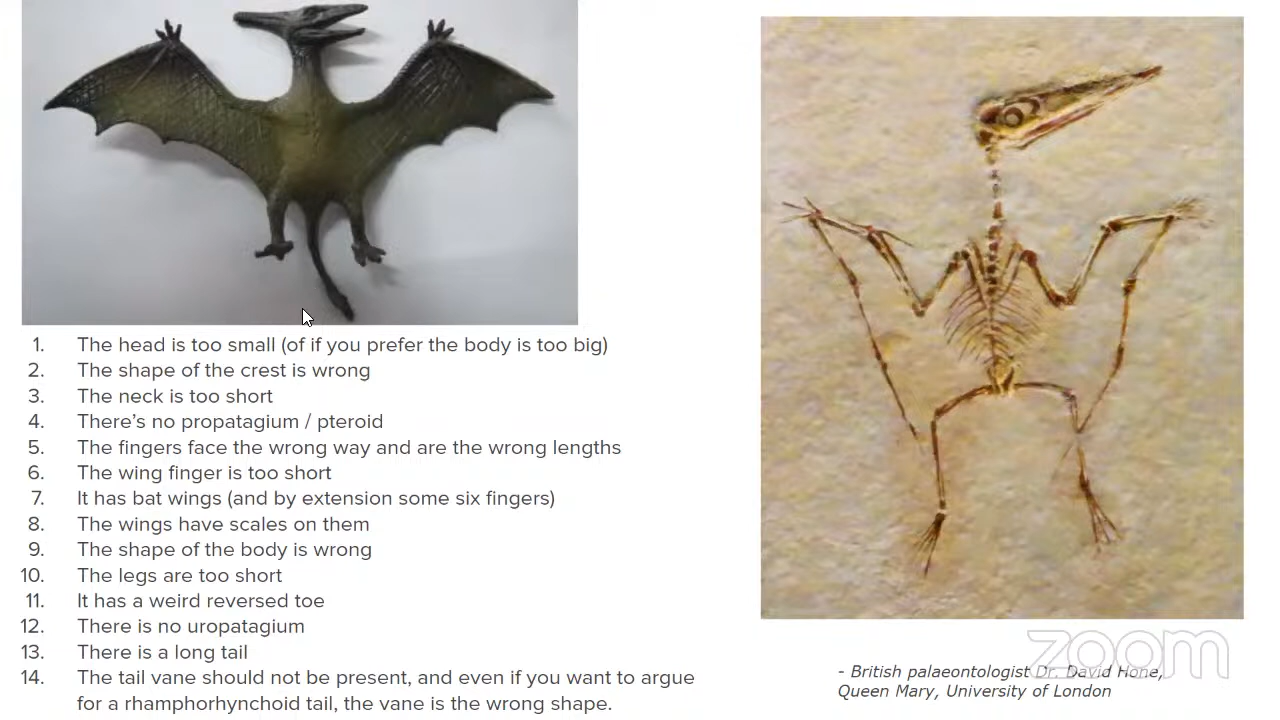 1. The head is too small (of if you prefer the body is too big)
2. The shape of the crest is wrong
3. The neck is too short
4. There's no propatagium / pteroid
5. The fingers face the wrong way and are the wrong lengths
6. The wing finger is too short
7. It has bat wings (and by extension some six fingers)
8. The wings have scales on them
9. The shape of the body is wrong
10. The legs are too short
11. It has a weird reversed toe
12. There is no uropatagium
13. There is a long tail
14. The tail vane should not be present, and even if you want to argue
for a rhamphorhynchoid tail, the vane is the wrong shape.
zoom
- British palaeontologist Dr. David Hone,
Queen Mary, University of London